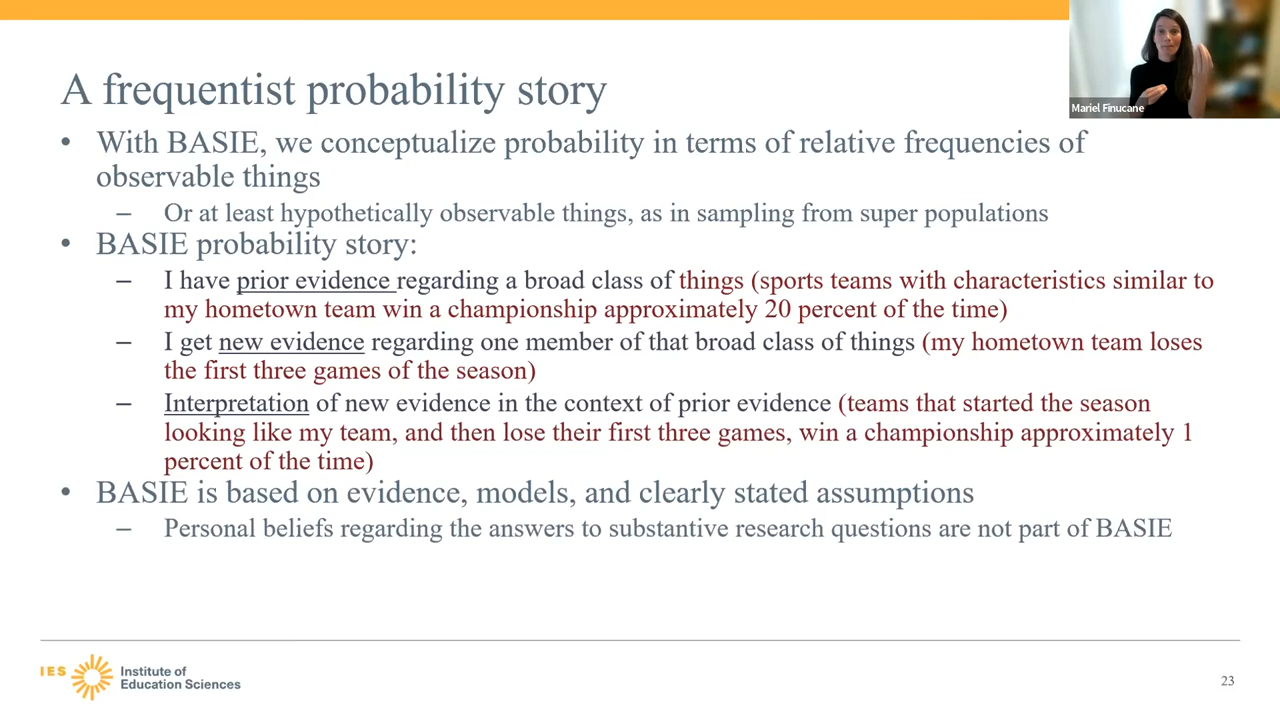 Mariel Finucane
A frequentist probability story
• With BASIE, we conceptualize probability in terms of relative frequencies of
observable things
– Or at least hypothetically observable things, as in sampling from super populations
• BASIE probability story:
– I have prior evidence regarding a broad class of things (sports teams with characteristics similar to
my hometown team win a championship approximately 20 percent of the time)
– I get new evidence regarding one member of that broad class of things (my hometown team loses
the first three games of the season)
– Interpretation of new evidence in the context of prior evidence (teams that started the season
looking like my team, and then lose their first three games, win a championship approximately 1
percent of the time)
• BASIE is based on evidence, models, and clearly stated assumptions
– Personal beliefs regarding the answers to substantive research questions are not part of BASIE
IES Institute of
Education Sciences
23